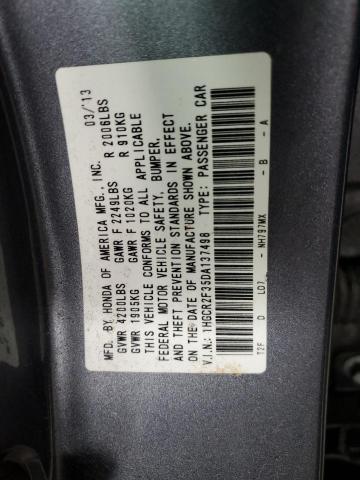 MFD. BY HONDA OF AMERICA MFG., INC. 03/'13
GVWR 4200LBS GAWR F 2249LBS R 2006LBS
GVWR 1905KG GAWR F 1020KG R 910KG
THIS VEHICLE CONFORMS TO ALL APPLICABLE
FEDERAL MOTOR VEHICLE SAFETY, BUMPER,
AND THEFT PREVENTION STANDARDS IN EFFECT
ON THE DATE OF MANUFACTURE SHOWN ABOVE.
V.I.N.: 1HGCR2F35DA137498 TYPE: PASSENGER CAR
T2F D L07 - NH797MX - B - A